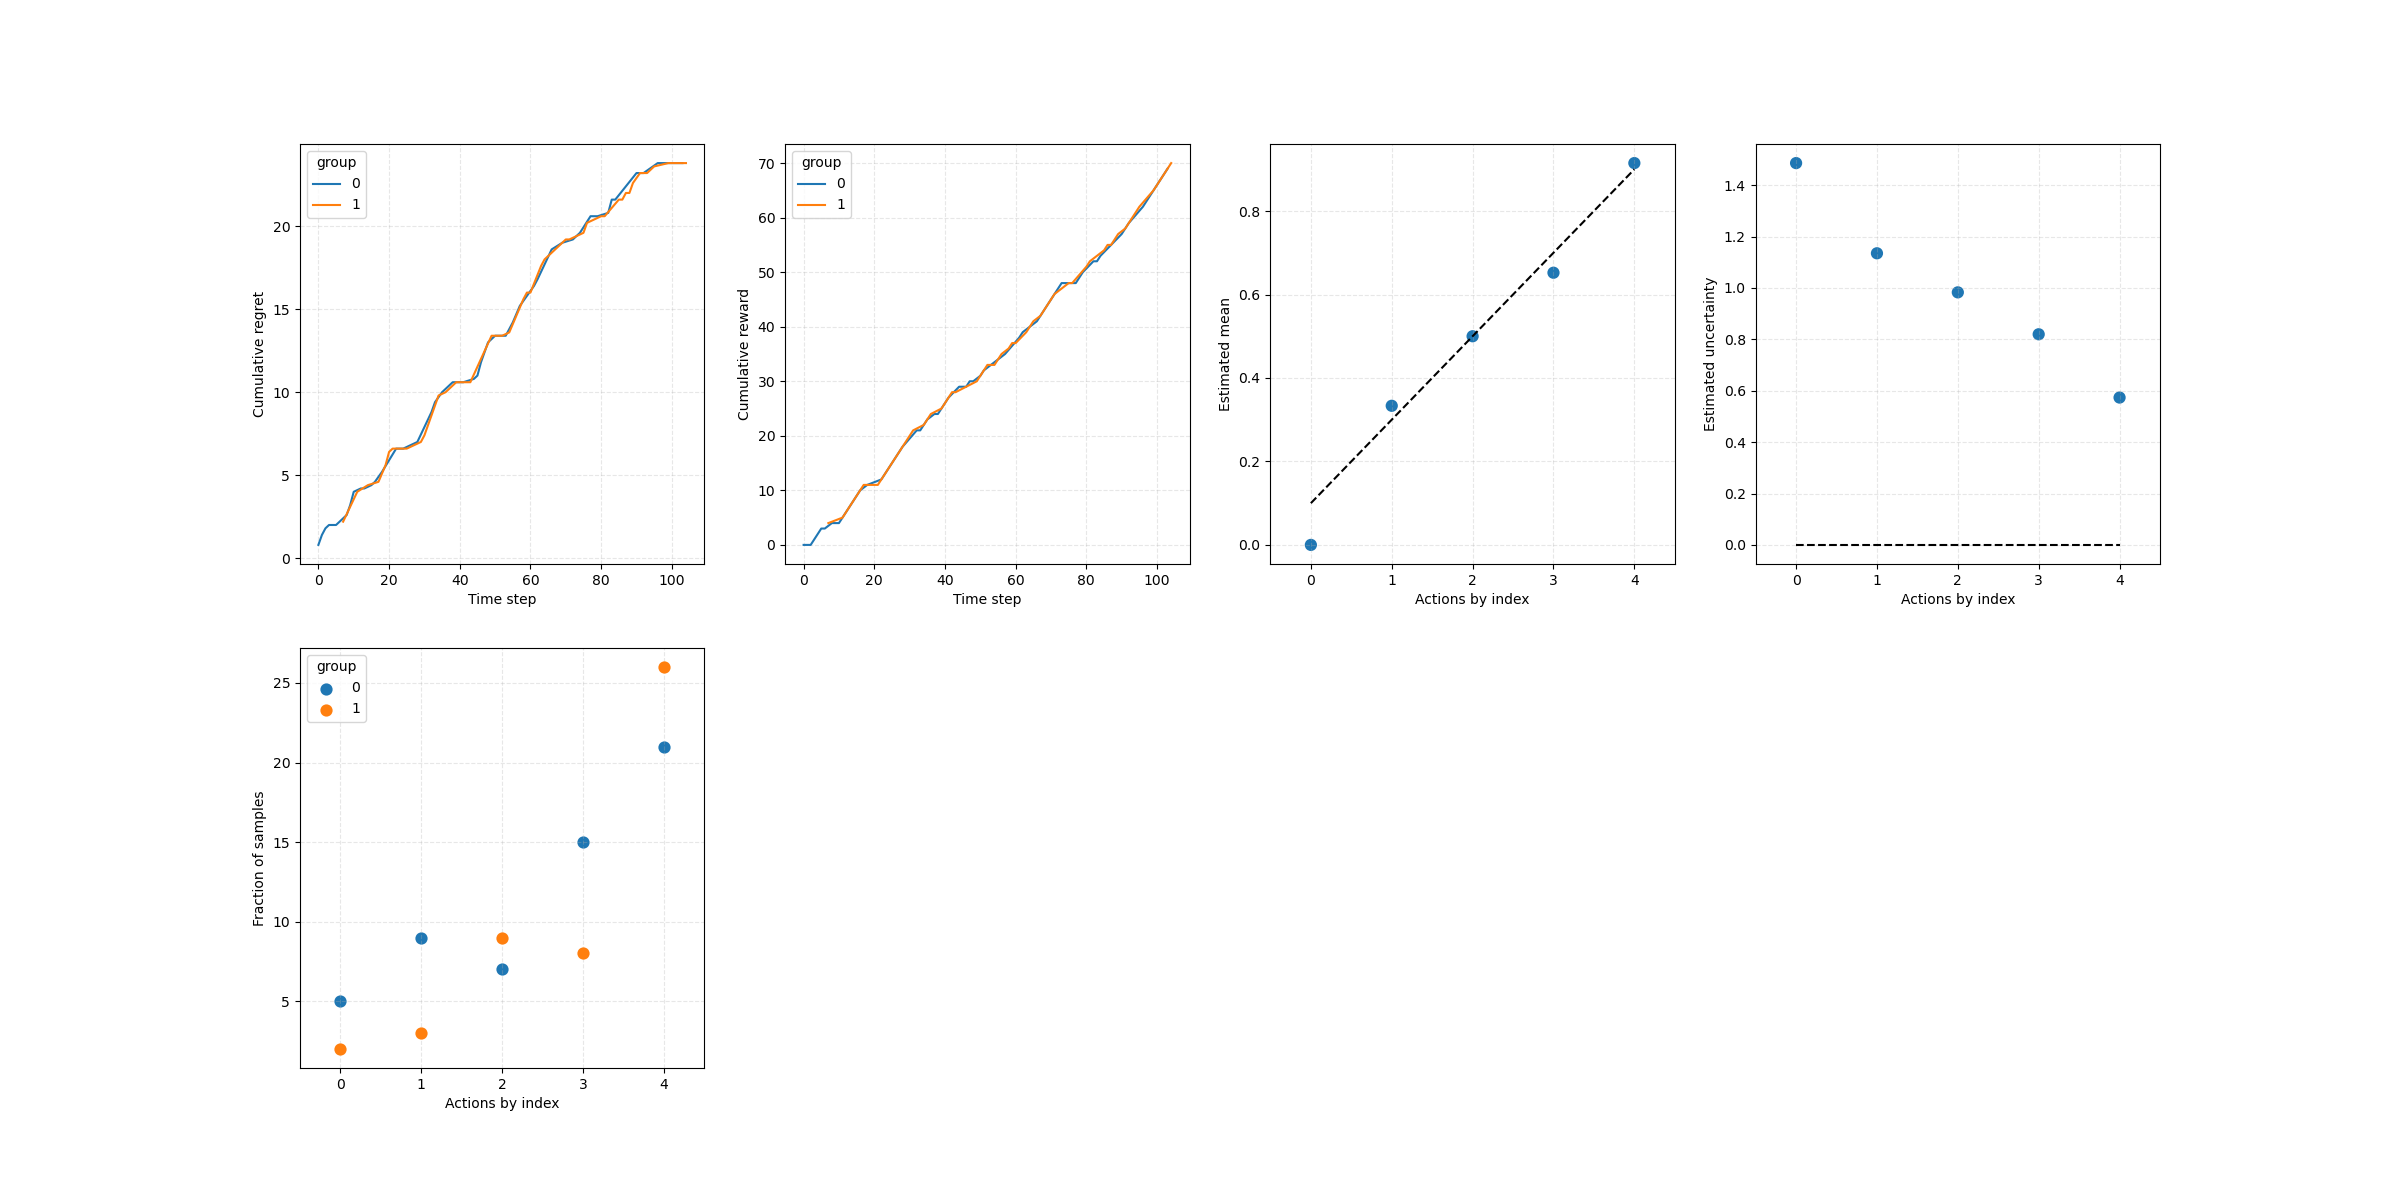 group
0
1
Cumulative regret
0
5
10
15
20
0 20 40 60 80 100
Time step
group
0
1
Cumulative reward
0
10
20
30
40
50
60
70
0 20 40 60 80 100
Time step
Estimated mean
0.0
0.2
0.4
0.6
0.8
0 1 2 3 4
Actions by index
Estimated uncertainty
0.0
0.2
0.4
0.6
0.8
1.0
1.2
1.4
0 1 2 3 4
Actions by index
group
0
1
Fraction of samples
5
10
15
20
25
0 1 2 3 4
Actions by index